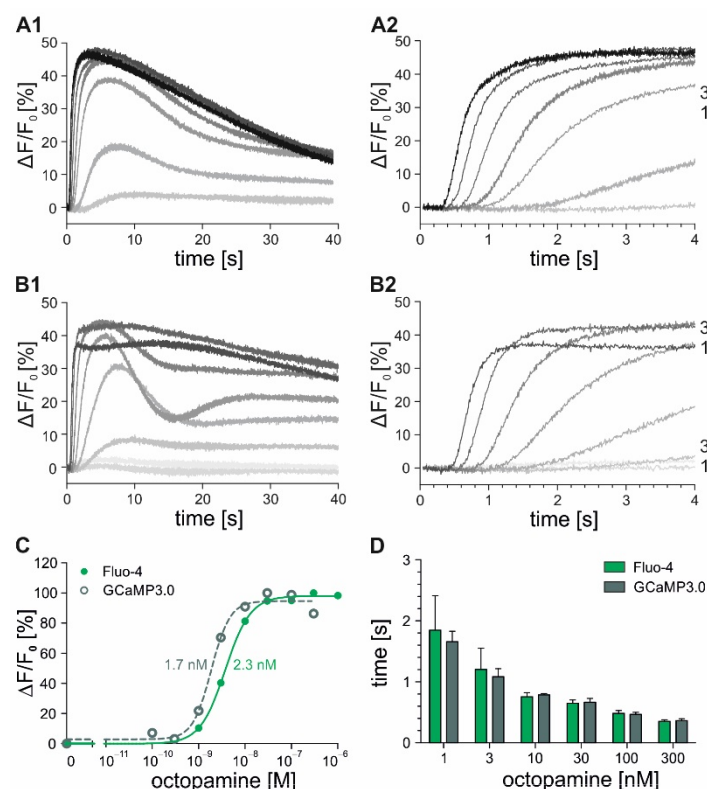 A1
A2
50
40
30
20
10
0
ΔF/F0 [%]
0 10 20 30 40
time [s]
50
40
30
20
10
0
ΔF/F0 [%]
0 1 2 3 4
time [s]
3
1
B1
B2
50
40
30
20
10
0
ΔF/F0 [%]
0 10 20 30 40
time [s]
50
40
30
20
10
0
ΔF/F0 [%]
0 1 2 3 4
time [s]
3
1
3
1
C
Fluo-4
GCaMP3.0
120
100
80
60
40
20
0
ΔF/F0 [%]
1.7 nM
2.3 nM
0 10⁻¹¹ 10⁻¹⁰ 10⁻⁹ 10⁻⁸ 10⁻⁷ 10⁻⁶
octopamine [M]
D
Fluo-4
GCaMP3.0
3
2
1
0
time [s]
1 3 10 30 100 300
octopamine [nM]